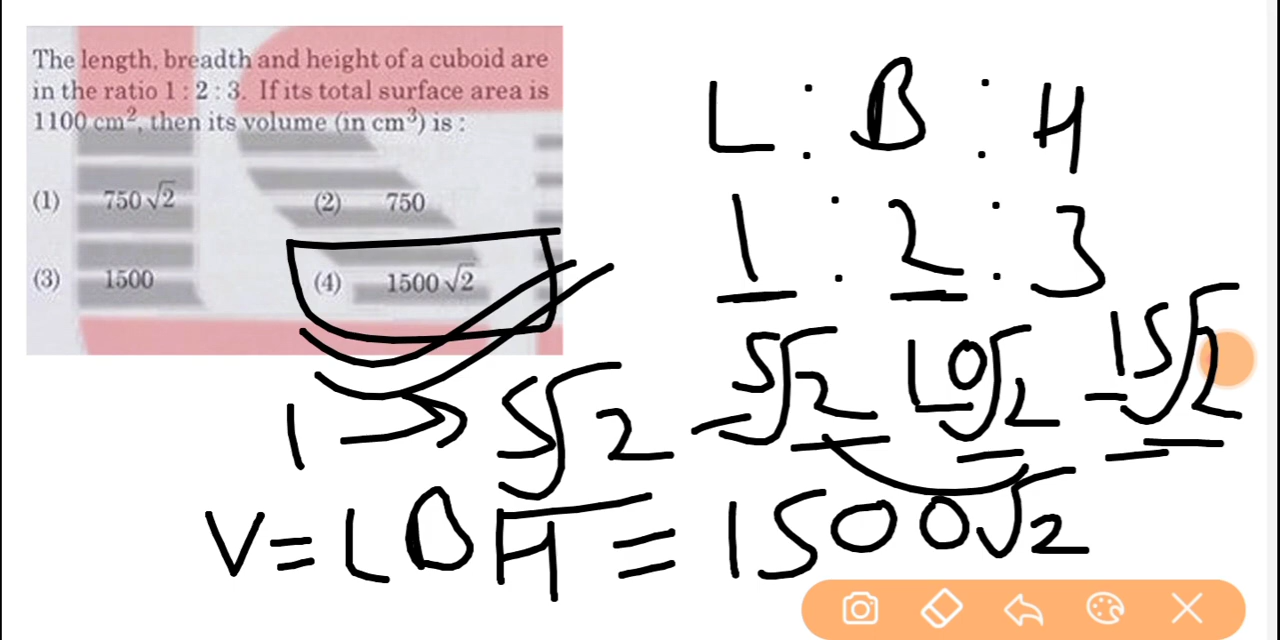 The length, breadth and height of a cuboid are
in the ratio 1 : 2 : 3. If its total surface area is
1100 cm², then its volume (in cm³) is :
(1) 750√2 (2) 750
(3) 1500 (4) 1500√2
L : B : H
1 : 2 : 3
5√2 10√2 15√2
1 → 5√2
V = LBH = 1500√2